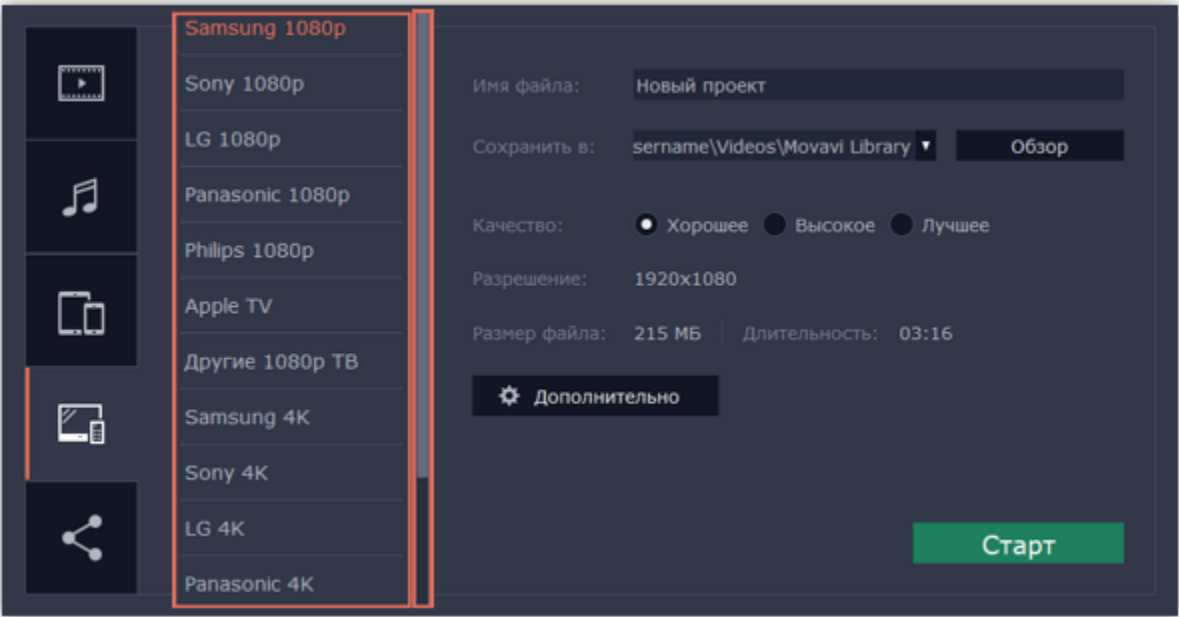 Samsung 1080p
Sony 1080p
LG 1080p
Panasonic 1080p
Philips 1080p
Apple TV
Другие 1080p ТВ
Samsung 4K
Sony 4K
LG 4K
Panasonic 4K
Имя файла: Новый проект
Сохранить в: sername\Videos\Movavi Library Обзор
Качество: Хорошее Высокое Лучшее
Разрешение: 1920x1080
Размер файла: 215 МБ Длительность: 03:16
Дополнительно
Старт